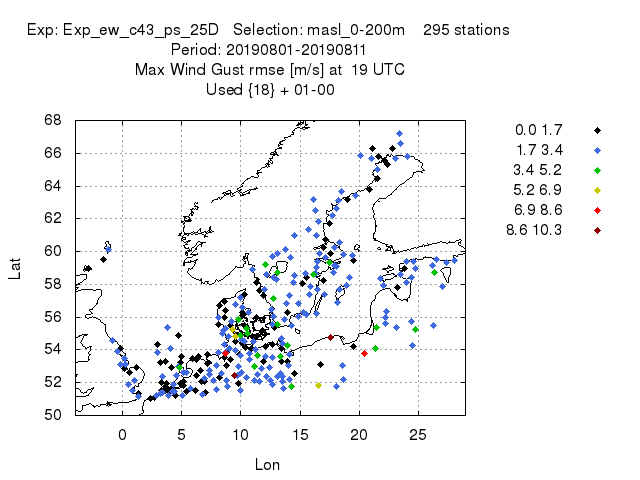 Exp: Exp_ew_c43_ps_25D   Selection: masl_0-200m    295 stations
Period: 20190801-20190811
Max Wind Gust rmse [m/s] at  19 UTC
Used {18} + 01-00
0.0 1.7
1.7 3.4
3.4 5.2
5.2 6.9
6.9 8.6
8.6 10.3
68
66
64
62
60
58
56
54
52
50
Lat
0 5 10 15 20 25
Lon